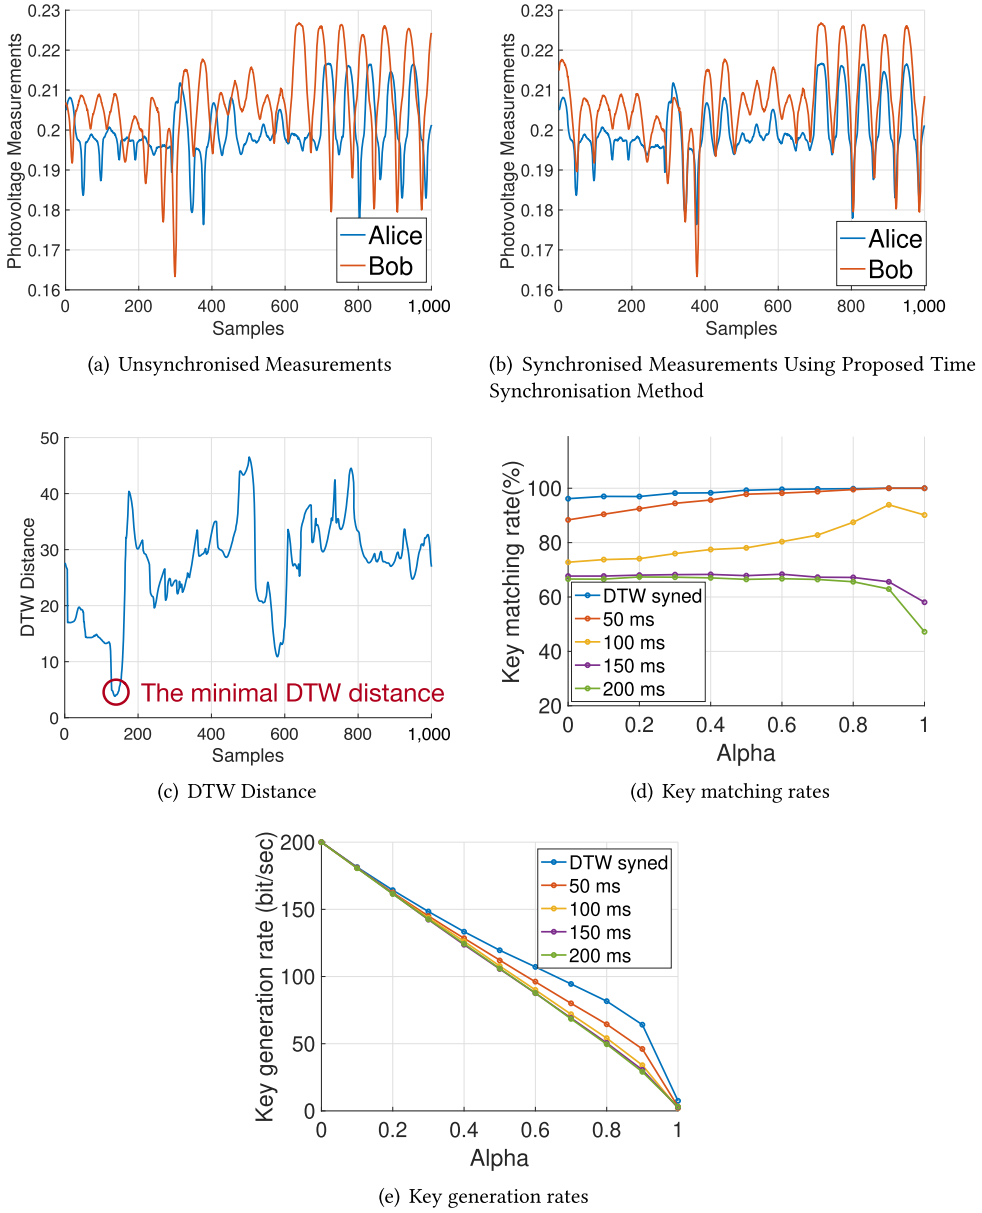 0.23
0.22
0.21
0.2
0.19
0.18
0.17
0.16
Photovoltage Measurements
Alice
Bob
0
200
400
600
800
1,000
Samples
(a) Unsynchronised Measurements
0.23
0.22
0.21
0.2
0.19
0.18
0.17
0.16
Photovoltage Measurements
Alice
Bob
0
200
400
600
800
1,000
Samples
(b) Synchronised Measurements Using Proposed Time
Synchronisation Method
50
40
30
20
10
0
DTW Distance
The minimal DTW distance
0
200
400
600
800
1,000
Samples
(c) DTW Distance
100
80
60
40
20
Key matching rate(%)
DTW syned
50 ms
100 ms
150 ms
200 ms
0
0.2
0.4
0.6
0.8
1
Alpha
(d) Key matching rates
200
150
100
50
0
Key generation rate (bit/sec)
DTW syned
50 ms
100 ms
150 ms
200 ms
0
0.2
0.4
0.6
0.8
1
Alpha
(e) Key generation rates